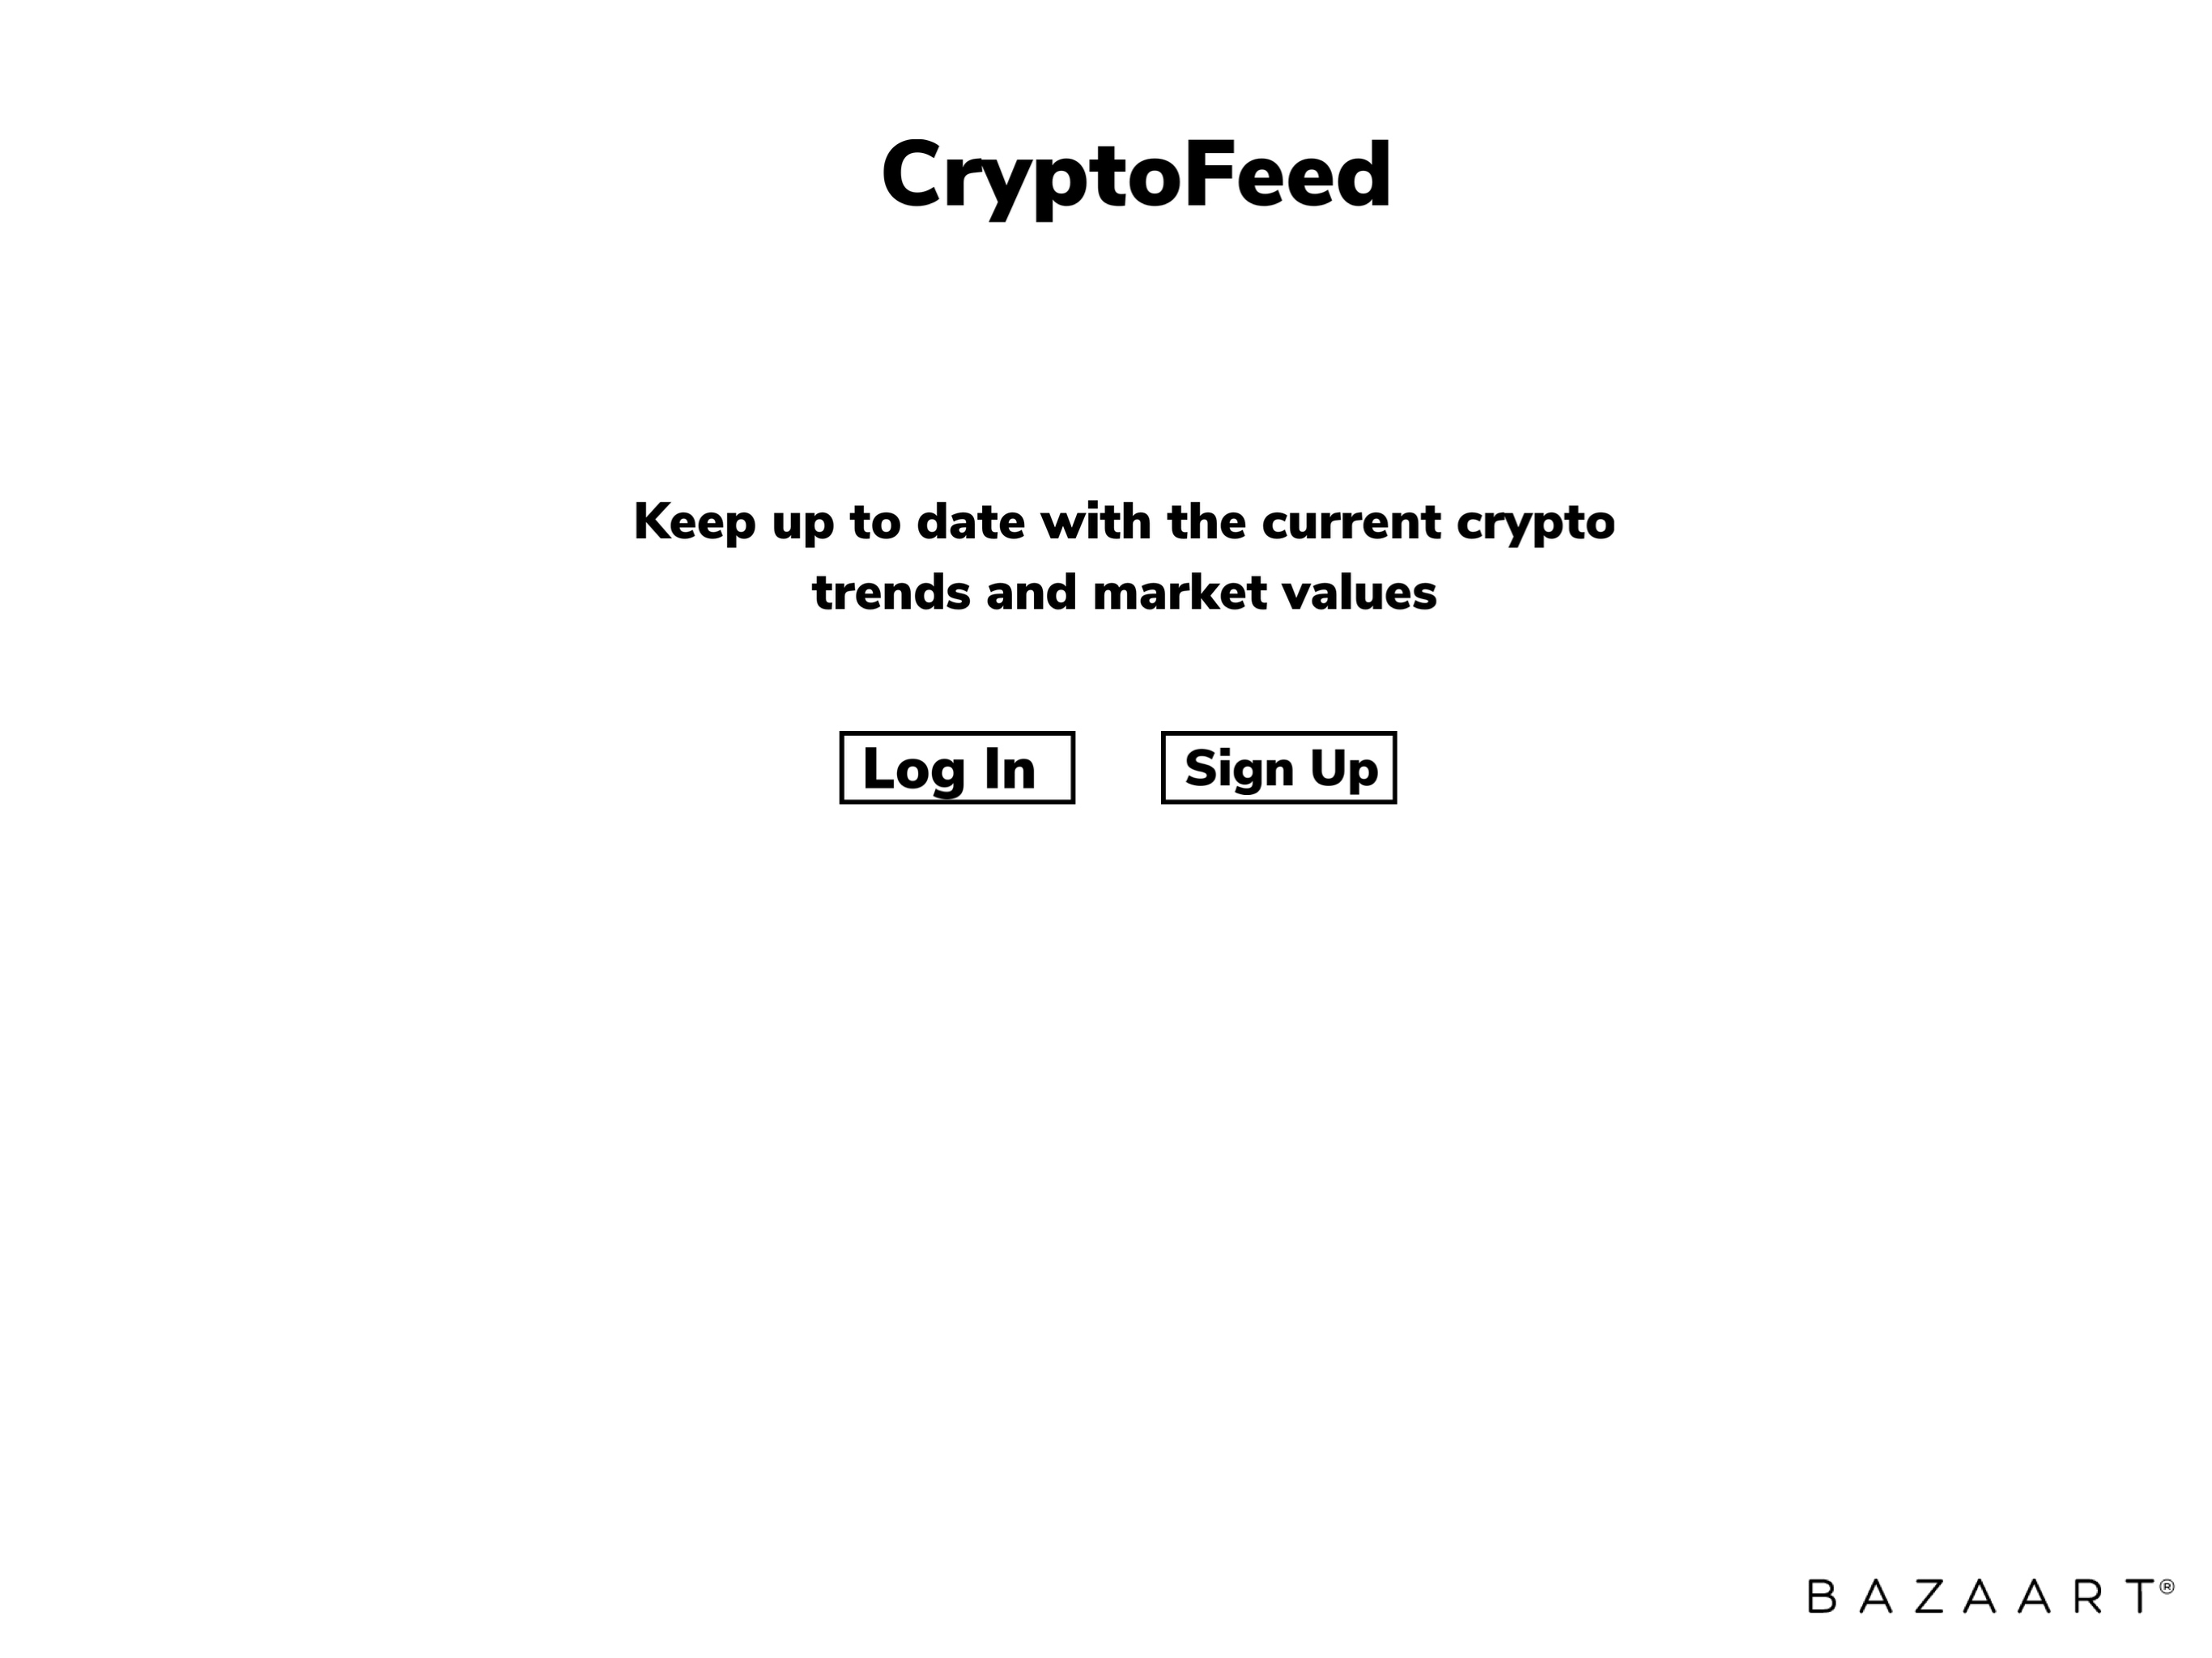 CryptoFeed
Keep up to date with the current crypto
trends and market values
Log In
Sign Up
BAZAART®